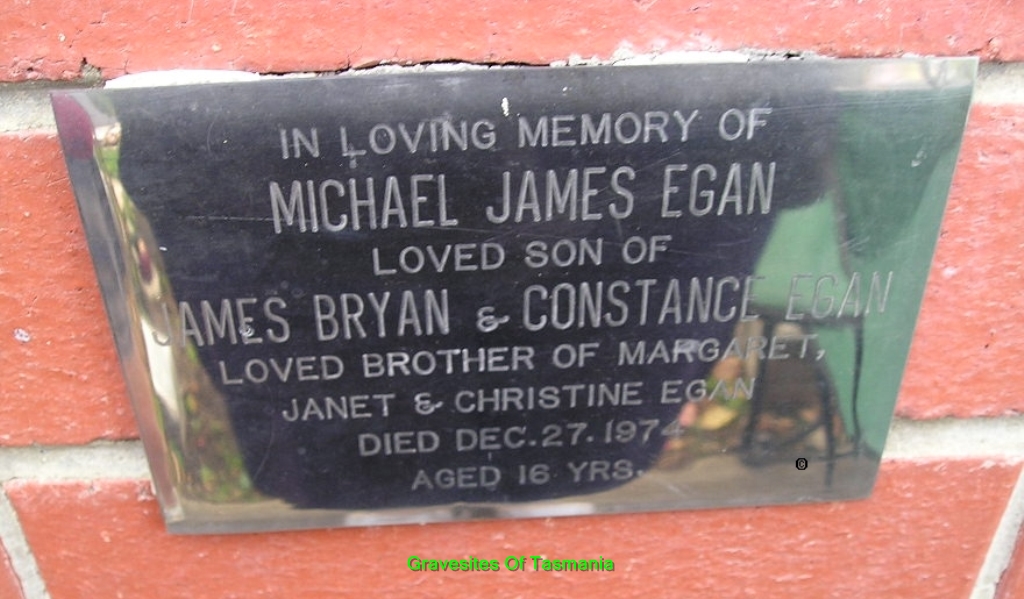 IN LOVING MEMORY OF
MICHAEL JAMES EGAN
LOVED SON OF
JAMES BRYAN & CONSTANCE EGAN
LOVED BROTHER OF MARGARET,
JANET & CHRISTINE EGAN
DIED DEC. 27. 1974
AGED 16 YRS.
©
Gravesites Of Tasmania